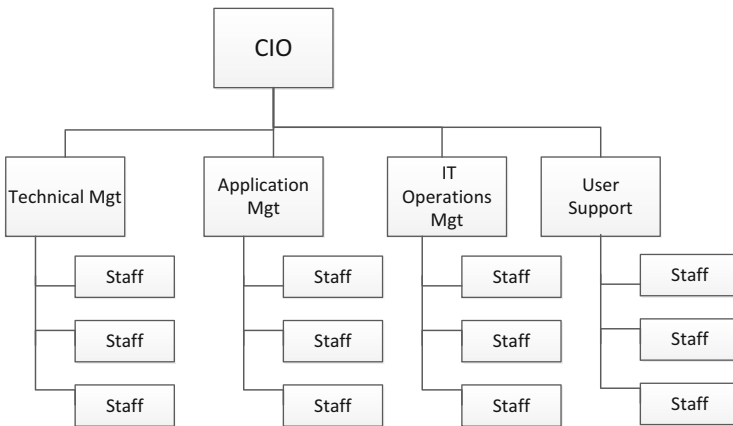 CIO
Technical Mgt
Application
Mgt
IT
Operations
Mgt
User
Support
Staff
Staff
Staff
Staff
Staff
Staff
Staff
Staff
Staff
Staff
Staff
Staff